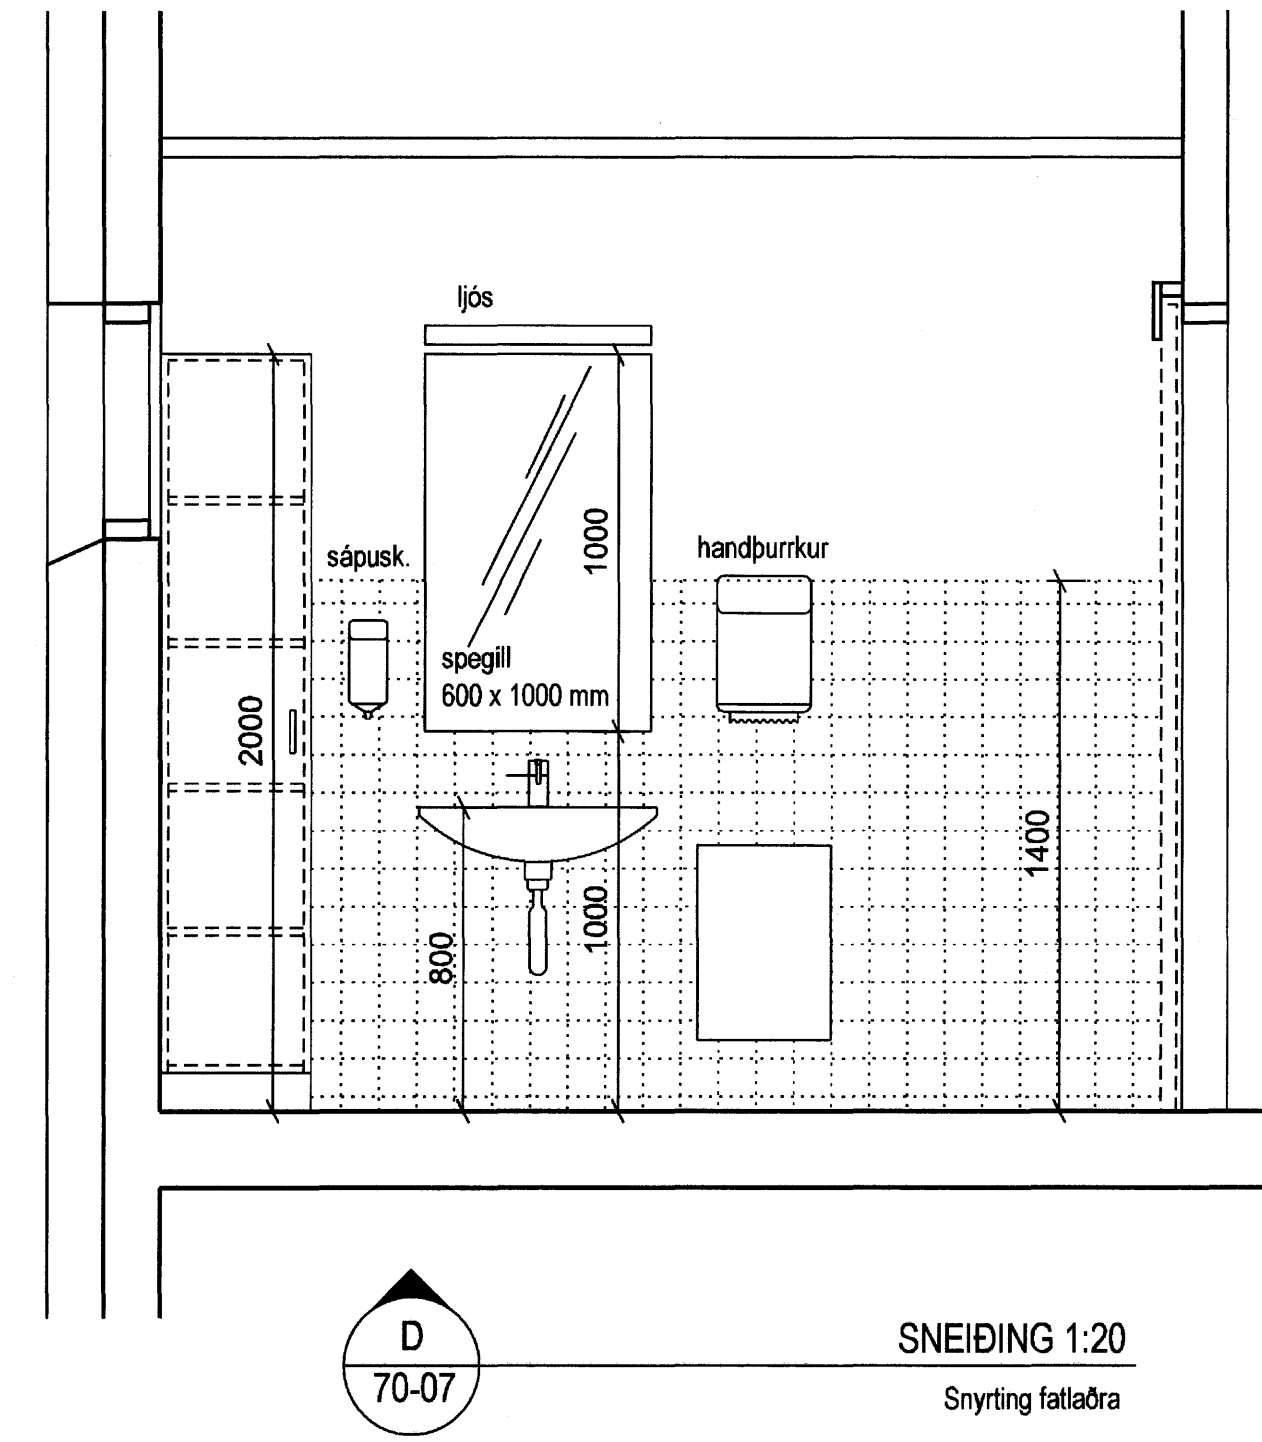 ljós
sápusk.
handþurrkur
1000
spegill
600 x 1000 mm
2000
1400
1000
800
D
70-07
SNEIÐING 1:20
Snyrting fatlaðra